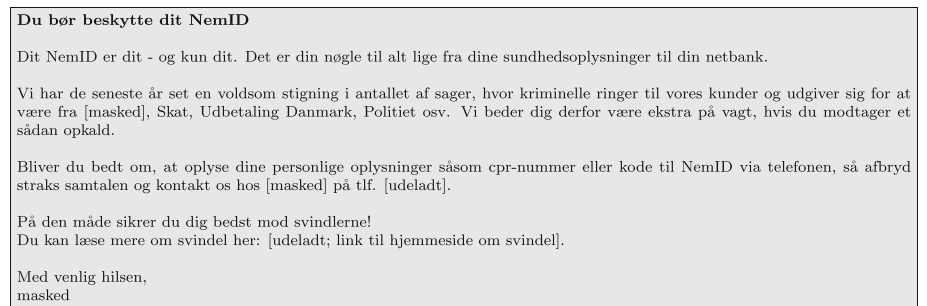 Du bør beskytte dit NemID
Dit NemID er dit - og kun dit. Det er din nøgle til alt lige fra dine sundhedsoplysninger til din netbank.
Vi har de seneste år set en voldsom stigning i antallet af sager, hvor kriminelle ringer til vores kunder og udgiver sig for at
være fra [masked], Skat, Udbetaling Danmark, Politiet osv. Vi beder dig derfor være ekstra på vagt, hvis du modtager et
sådan opkald.
Bliver du bedt om, at oplyse dine personlige oplysninger såsom cpr-nummer eller kode til NemID via telefonen, så afbryd
straks samtalen og kontakt os hos [masked] på tlf. [udeladt].
På den måde sikrer du dig bedst mod svindlerne!
Du kan læse mere om svindel her: [udeladt; link til hjemmeside om svindel].
Med venlig hilsen,
masked